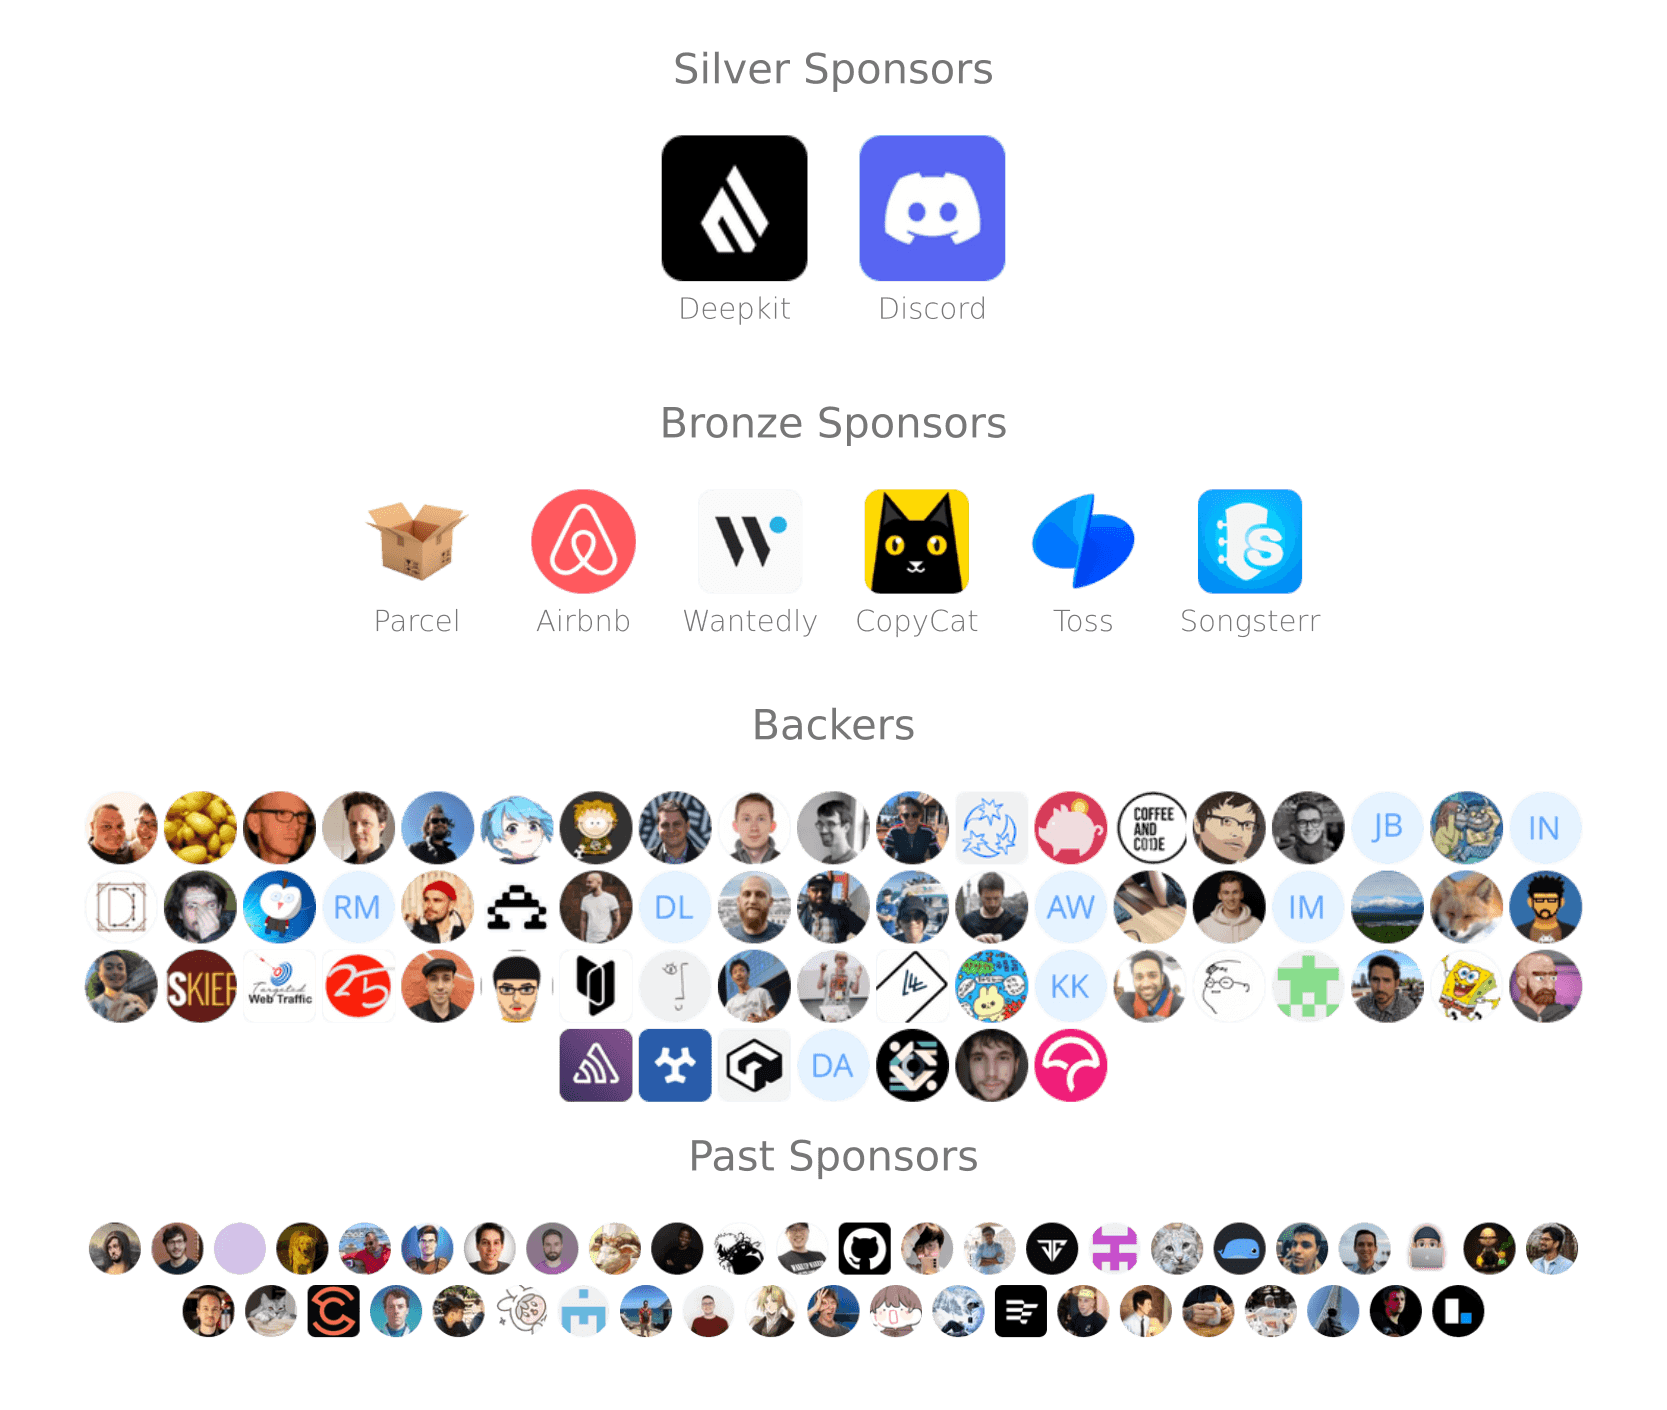 Silver Sponsors
Deepkit
Discord
Bronze Sponsors
Parcel
Airbnb
Wantedly
CopyCat
Toss
Songsterr
Backers
COFFEE
AND
CODE
JB
IN
RM
DL
AW
IM
SKIEF
Targeted
Web Traffic
25
KK
DA
Past Sponsors